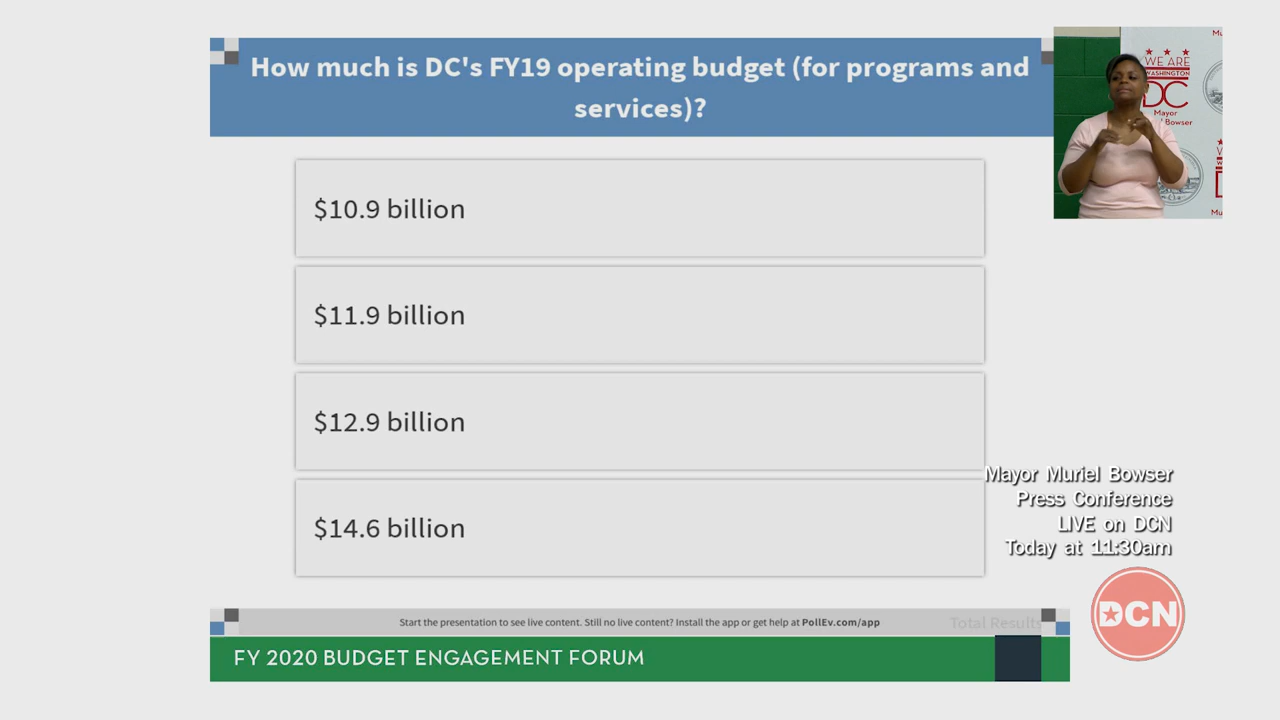 How much is DC's FY19 operating budget (for programs and
services)?
$10.9 billion
$11.9 billion
$12.9 billion
$14.6 billion
Start the presentation to see live content. Still no live content? Install the app or get help at PollEv.com/app
Total Results
FY 2020 BUDGET ENGAGEMENT FORUM
WE ARE
WASHINGTON
DC
Mayor
Bowser
Mayor Muriel Bowser
Press Conference
LIVE on DCN
Today at 11:30am
DCN